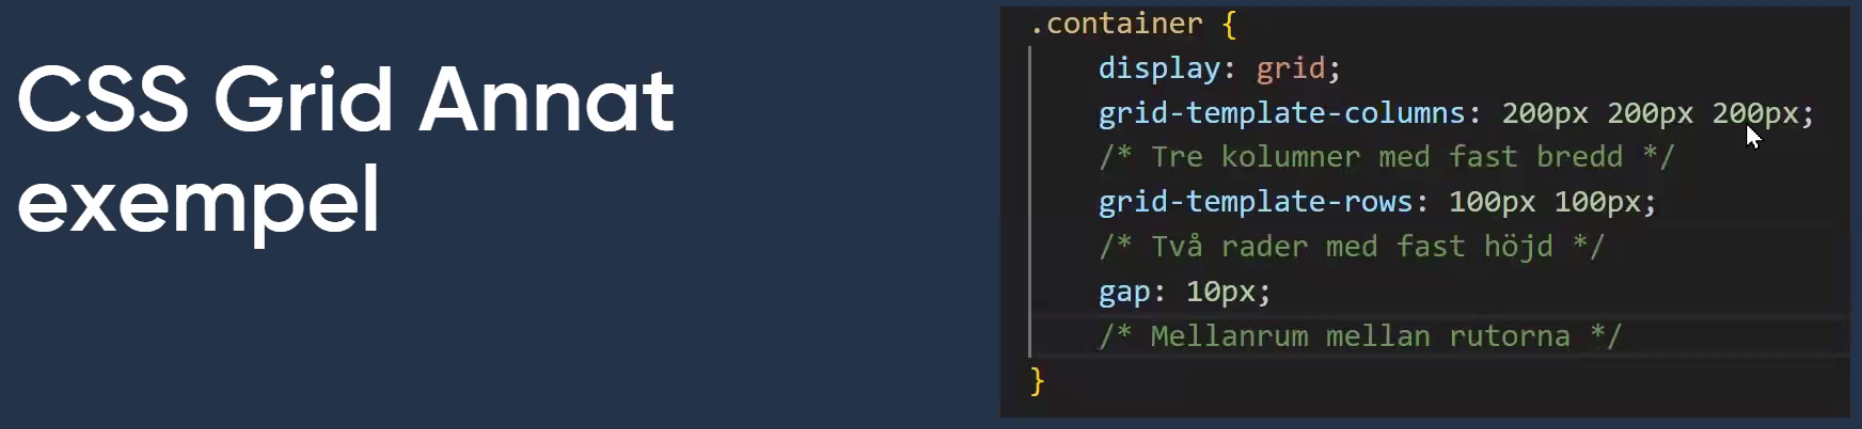 CSS Grid Annat
exempel
.container {
display: grid;
grid-template-columns: 200px 200px 200px;
/* Tre kolumner med fast bredd */
grid-template-rows: 100px 100px;
/* Två rader med fast höjd */
gap: 10px;
/* Mellanrum mellan rutorna */
}